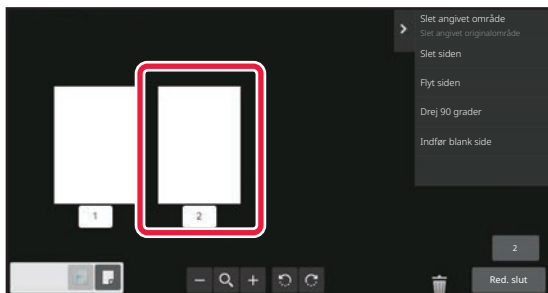 Slet angivet område
Slet angivet originalområde
Slet siden
Flyt siden
Drej 90 grader
Indfør blank side
1
2
2
Red. slut